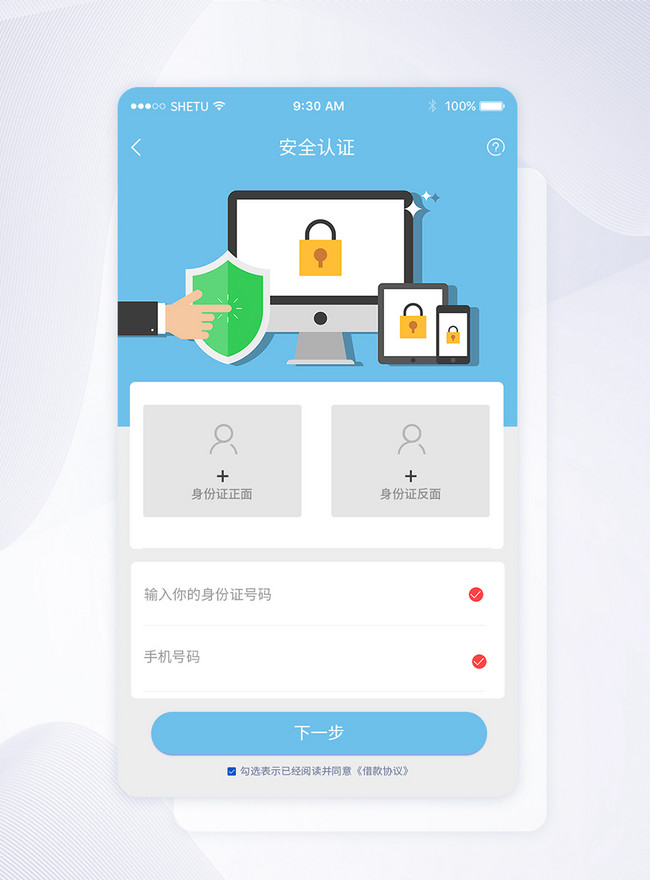 SHETU 9:30 AM 100%
安全认证
身份证正面 身份证反面
输入你的身份证号码
手机号码
下一步
勾选表示已经阅读并同意《借款协议》